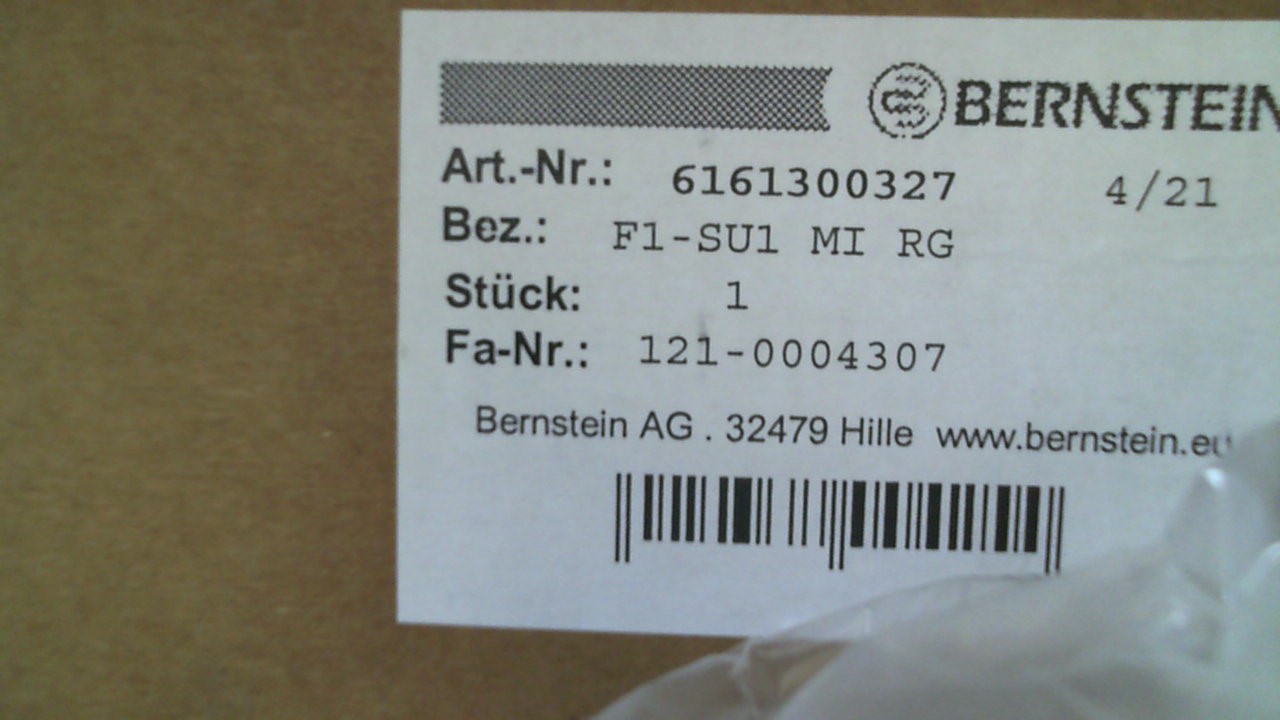 BERNSTEIN
Art.-Nr.: 6161300327 4/21
Bez.: F1-SU1 MI RG
Stück: 1
Fa-Nr.: 121-0004307
Bernstein AG . 32479 Hille www.bernstein.eu